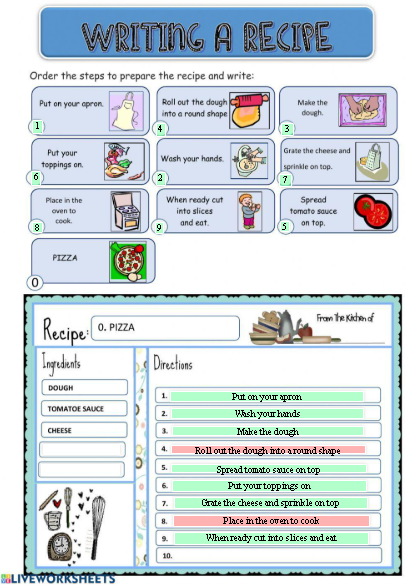 WRITING A RECIPE
Order the steps to prepare the recipe and write:
Put on your apron.
1
Roll out the dough
into a round shape
4
Make the
dough.
3
Put your
toppings on.
6
Wash your hands.
2
Grate the cheese and
sprinkle on top.
7
Place in the
oven to
cook.
8
When ready cut
into slices
and eat.
9
Spread
tomato sauce
on top.
5
PIZZA
0
Recipe: 0. PIZZA
From The Kitchen of
Ingredients
DOUGH
TOMATOE SAUCE
CHEESE
Directions
1. Put on your apron
2. Wash your hands
3. Make the dough
4. Roll out the dough into a round shape
5. Spread tomato sauce on top
6. Put your toppings on
7. Grate the cheese and sprinkle on top
8. Place in the oven to cook
9. When ready cut into slices and eat
10.
LIVEWORKSHEETS